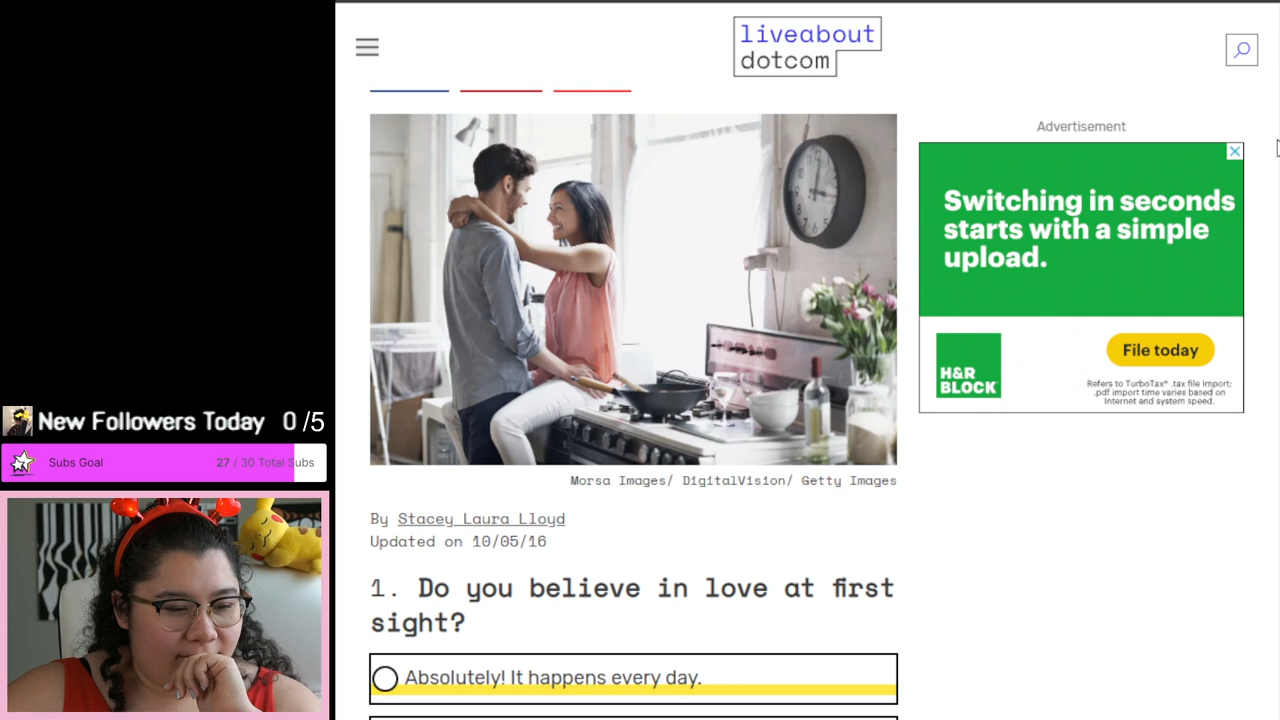 liveabout
dotcom
Advertisement
Switching in seconds
starts with a simple
upload.
H&R
BLOCK
File today
Refers to TurboTax® .tax file import;
.pdf import time varies based on
Internet and system speed.
New Followers Today 0 /5
Subs Goal 27 / 30 Total Subs
Morsa Images/ DigitalVision/ Getty Images
By Stacey Laura Lloyd
Updated on 10/05/16
1. Do you believe in love at first
sight?
Absolutely! It happens every day.